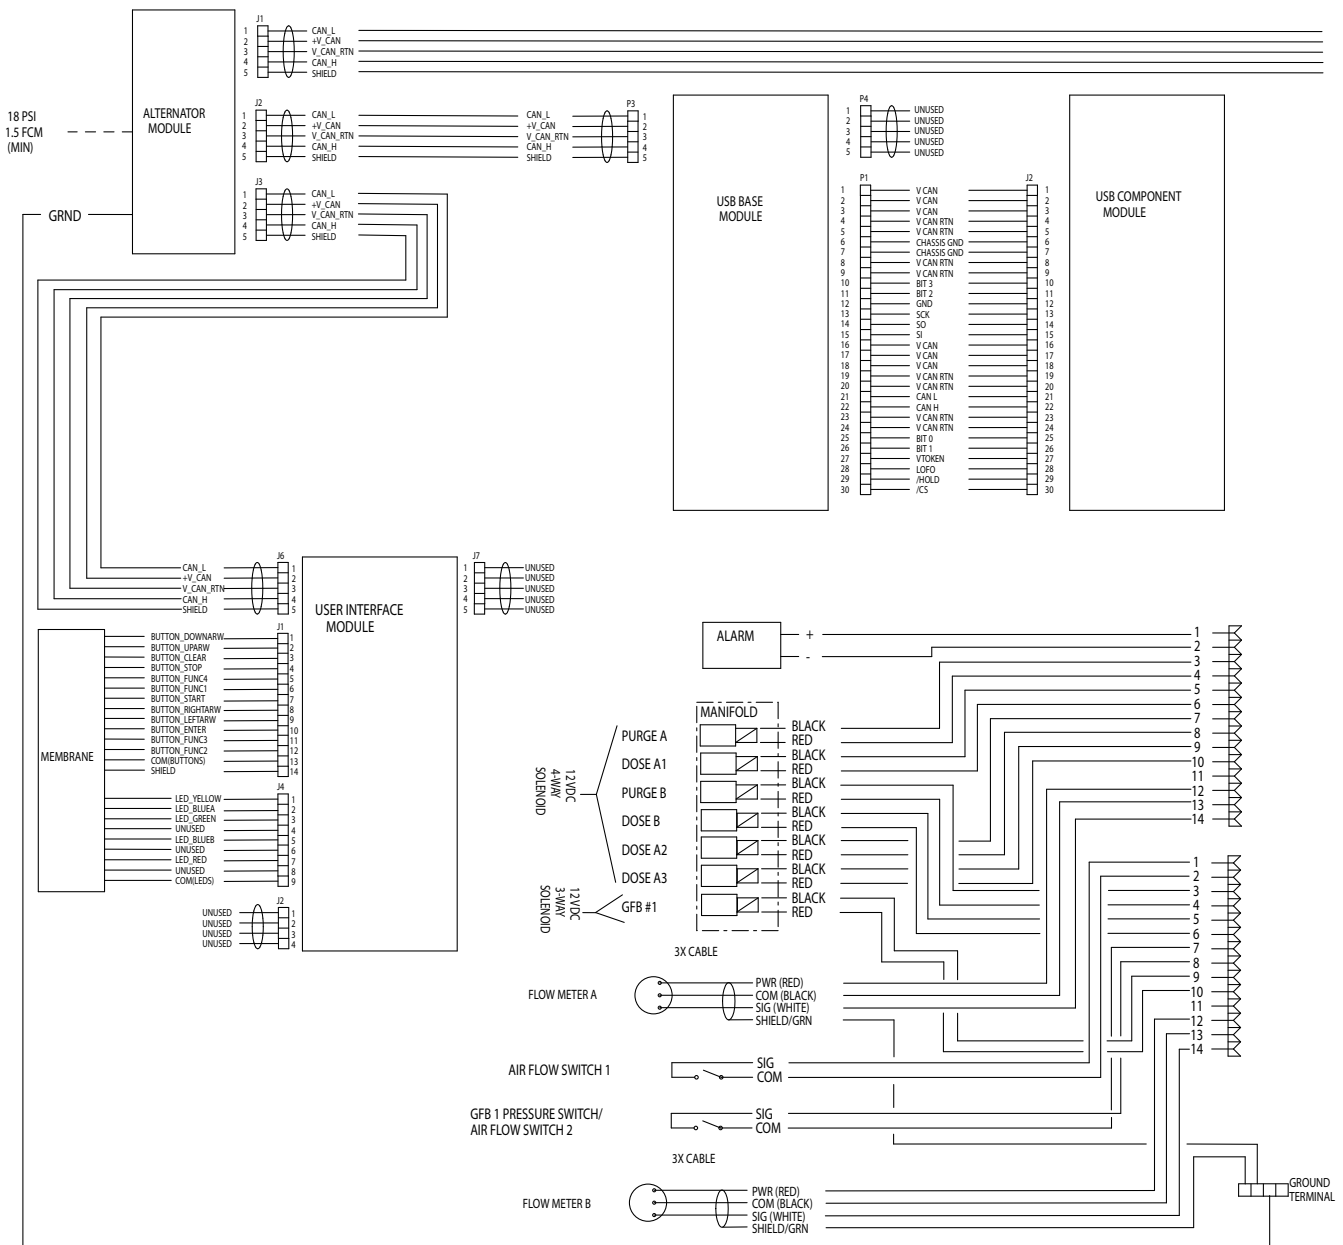 J1
1 CAN_L
2 +V_CAN
3 V_CAN_RTN
4 CAN_H
5 SHIELD
ALTERNATOR
MODULE
18 PSI
1.5 FCM
(MIN)
J2
1 CAN_L
2 +V_CAN
3 V_CAN_RTN
4 CAN_H
5 SHIELD
P3
CAN_L 1
+V_CAN 2
V_CAN_RTN 3
CAN_H 4
SHIELD 5
J3
1 CAN_L
2 +V_CAN
3 V_CAN_RTN
4 CAN_H
5 SHIELD
GRND
USB BASE
MODULE
P4
1 UNUSED
2 UNUSED
3 UNUSED
4 UNUSED
5 UNUSED
USB COMPONENT
MODULE
P1 J2
1 V CAN 1
2 V CAN 2
3 V CAN 3
4 V CAN RTN 4
5 V CAN RTN 5
6 CHASSIS GND 6
7 CHASSIS GND 7
8 V CAN RTN 8
9 V CAN RTN 9
10 BIT 3 10
11 BIT 2 11
12 GND 12
13 SCK 13
14 SO 14
15 SI 15
16 V CAN 16
17 V CAN 17
18 V CAN 18
19 V CAN RTN 19
20 V CAN RTN 20
21 CAN L 21
22 CAN H 22
23 V CAN RTN 23
24 V CAN RTN 24
25 BIT 0 25
26 BIT 1 26
27 VTOKEN 27
28 LOFO 28
29 /HOLD 29
30 /CS 30
J6
CAN_L 1
+V_CAN 2
V_CAN_RTN 3
CAN_H 4
SHIELD 5
USER INTERFACE
MODULE
J7
1 UNUSED
2 UNUSED
3 UNUSED
4 UNUSED
5 UNUSED
MEMBRANE
J1
BUTTON_DOWNARW 1
BUTTON_UPARW 2
BUTTON_CLEAR 3
BUTTON_STOP 4
BUTTON_FUNC4 5
BUTTON_FUNC1 6
BUTTON_START 7
BUTTON_RIGHTARW 8
BUTTON_LEFTARW 9
BUTTON_ENTER 10
BUTTON_FUNC3 11
BUTTON_FUNC2 12
COM(BUTTONS) 13
SHIELD 14
J4
LED_YELLOW 1
LED_BLUEA 2
LED_GREEN 3
UNUSED 4
LED_BLUEB 5
UNUSED 6
LED_RED 7
UNUSED 8
COM(LEDS) 9
J2
UNUSED 1
UNUSED 2
UNUSED 3
UNUSED 4
ALARM
+
-
MANIFOLD
12VDC
4-WAY
SOLENOID
PURGE A
BLACK
RED
DOSE A1
BLACK
RED
PURGE B
BLACK
RED
DOSE B
BLACK
RED
DOSE A2
BLACK
RED
DOSE A3
BLACK
RED
12VDC
3-WAY
SOLENOID
GFB #1
BLACK
RED
1
2
3
4
5
6
7
8
9
10
11
12
13
14
1
2
3
4
5
6
7
8
9
10
11
12
13
14
3X CABLE
FLOW METER A
PWR (RED)
COM (BLACK)
SIG (WHITE)
SHIELD/GRN
AIR FLOW SWITCH 1
SIG
COM
GFB 1 PRESSURE SWITCH/
AIR FLOW SWITCH 2
SIG
COM
3X CABLE
FLOW METER B
PWR (RED)
COM (BLACK)
SIG (WHITE)
SHIELD/GRN
GROUND
TERMINAL